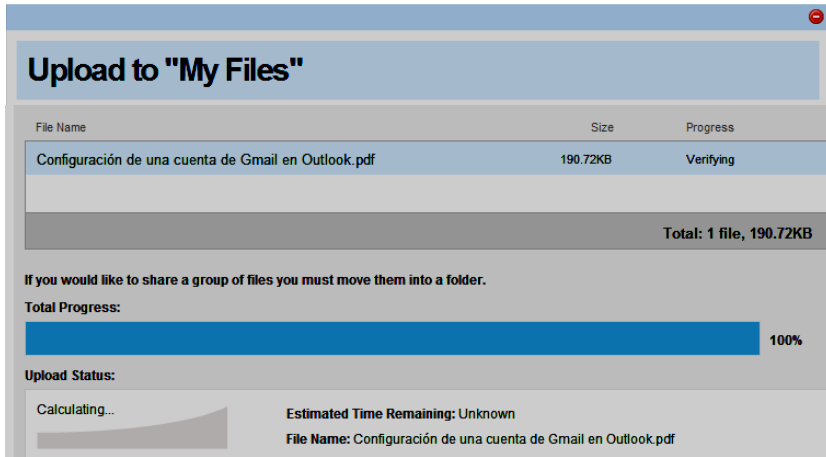 Upload to "My Files"
File Name Size Progress
Configuración de una cuenta de Gmail en Outlook.pdf 190.72KB Verifying
Total: 1 file, 190.72KB
If you would like to share a group of files you must move them into a folder.
Total Progress:
100%
Upload Status:
Calculating... Estimated Time Remaining: Unknown
File Name: Configuración de una cuenta de Gmail en Outlook.pdf